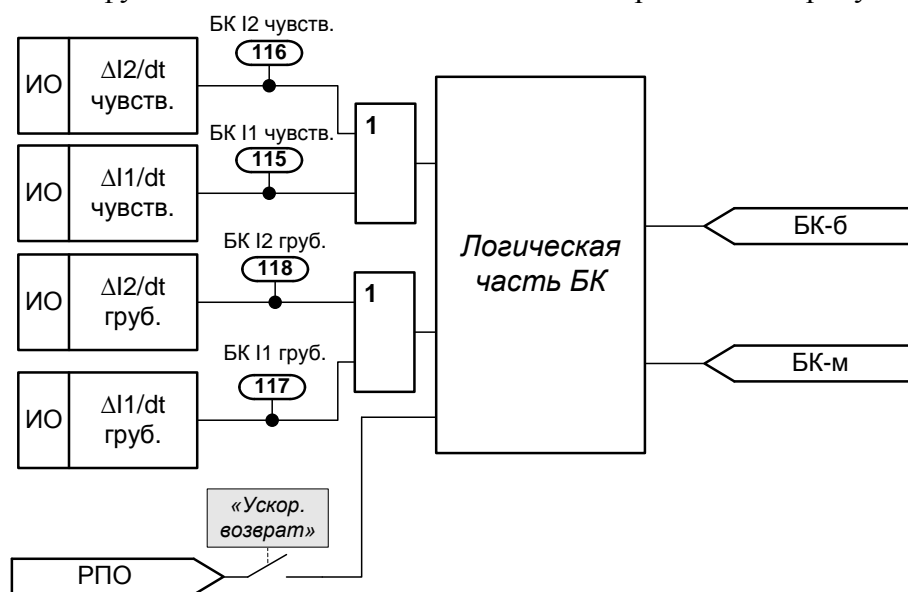 БК I2 чувств.
116
ИО
ΔI2/dt
чувств.
1
БК I1 чувств.
115
ИО
ΔI1/dt
чувств.
БК I2 груб.
118
ИО
ΔI2/dt
груб.
1
БК I1 груб.
117
ИО
ΔI1/dt
груб.
Логическая
часть БК
БК-б
БК-м
«Ускор.
возврат»
РПО